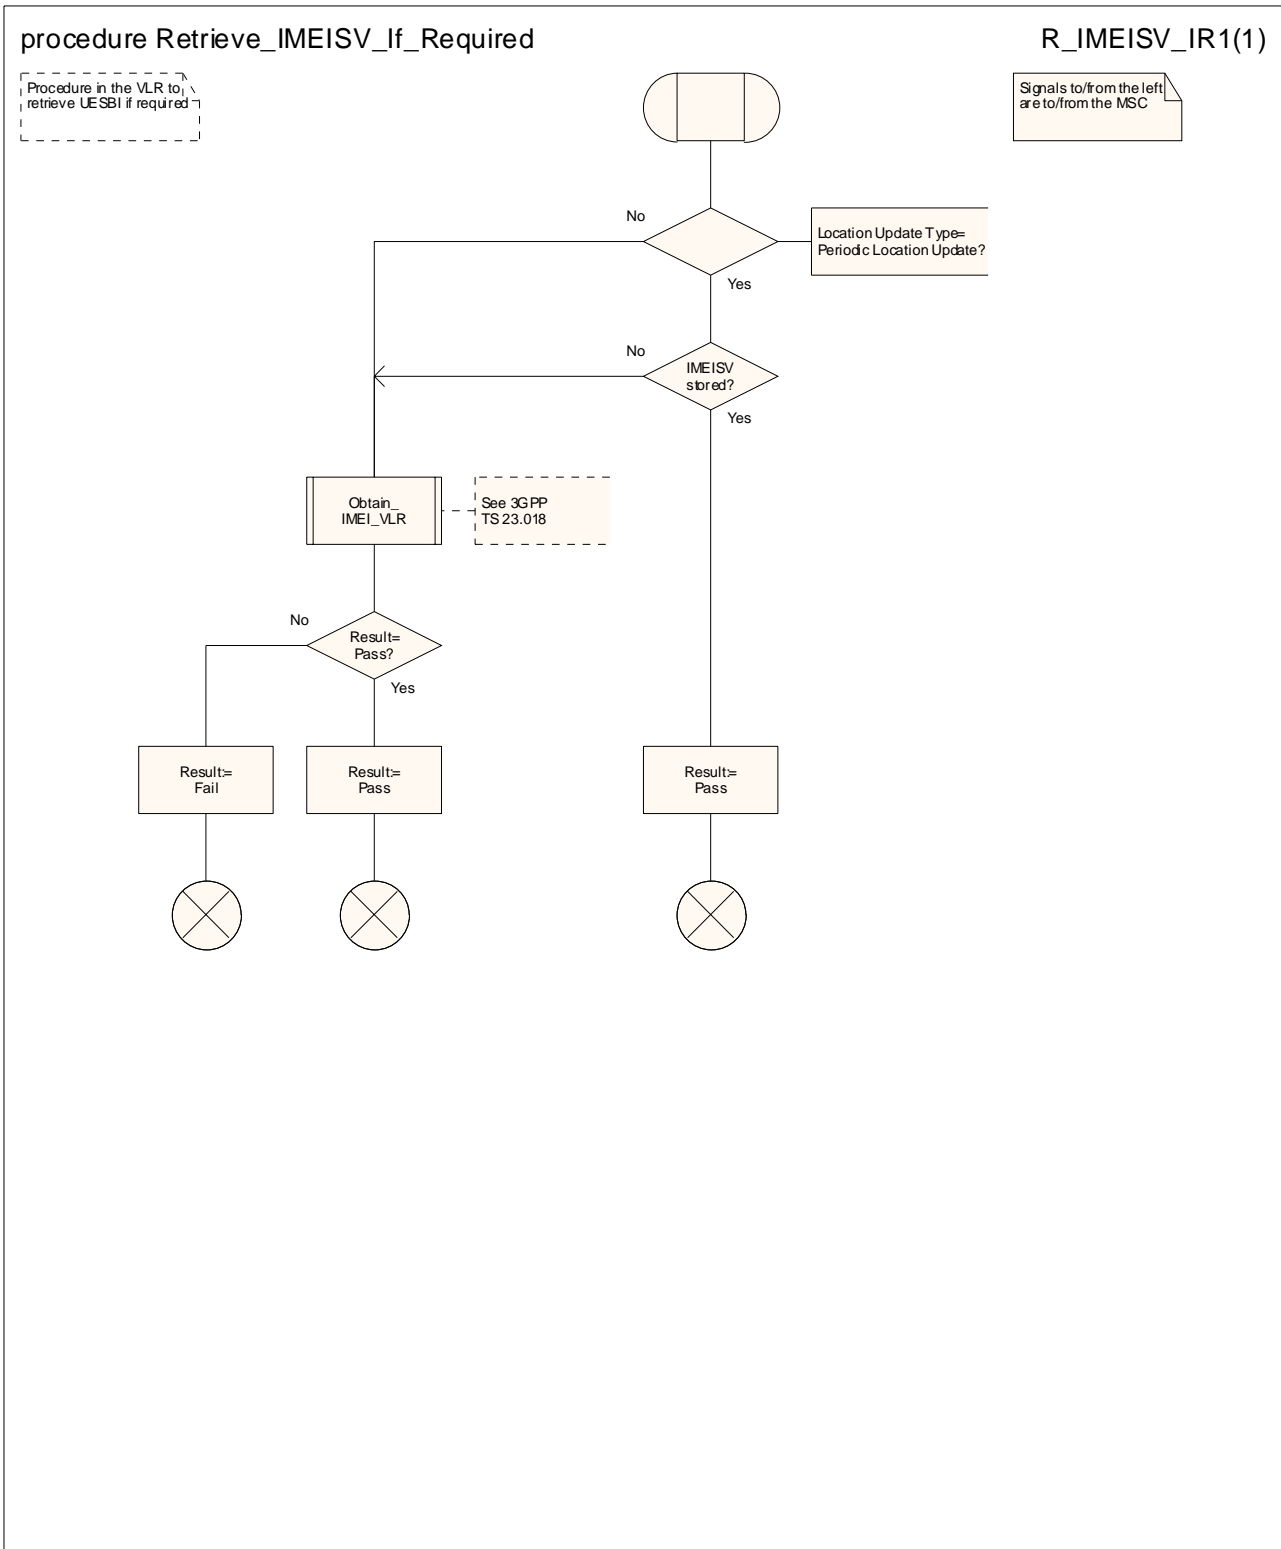 procedure Retrieve_IMEISV_If_Required
R_IMEISV_IR1(1)
Procedure in the VLR to
retrieve UESBI if required
Signals to/from the left
are to/from the MSC
No
Location Update Type=
Periodic Location Update?
Yes
No
IMEISV
stored?
Yes
Obtain_
IMEI_VLR
See 3GPP
TS 23.018
No
Result=
Pass?
Yes
Result:=
Fail
Result:=
Pass
Result:=
Pass